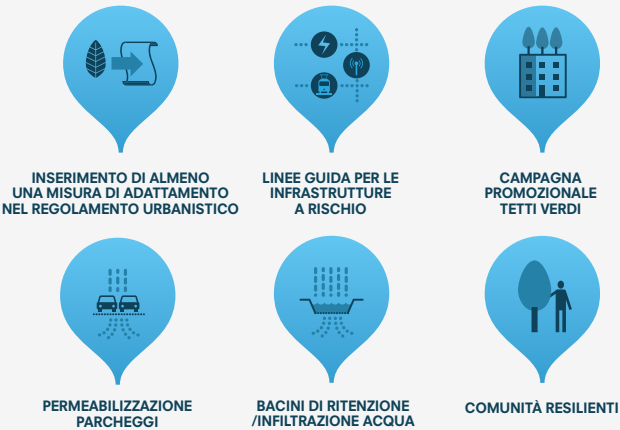 INSERIMENTO DI ALMENO
UNA MISURA DI ADATTAMENTO
NEL REGOLAMENTO URBANISTICO
LINEE GUIDA PER LE
INFRASTRUTTURE
A RISCHIO
CAMPAGNA
PROMOZIONALE
TETTI VERDI
PERMEABILIZZAZIONE
PARCHEGGI
BACINI DI RITENZIONE
/INFILTRAZIONE ACQUA
COMUNITÀ RESILIENTI